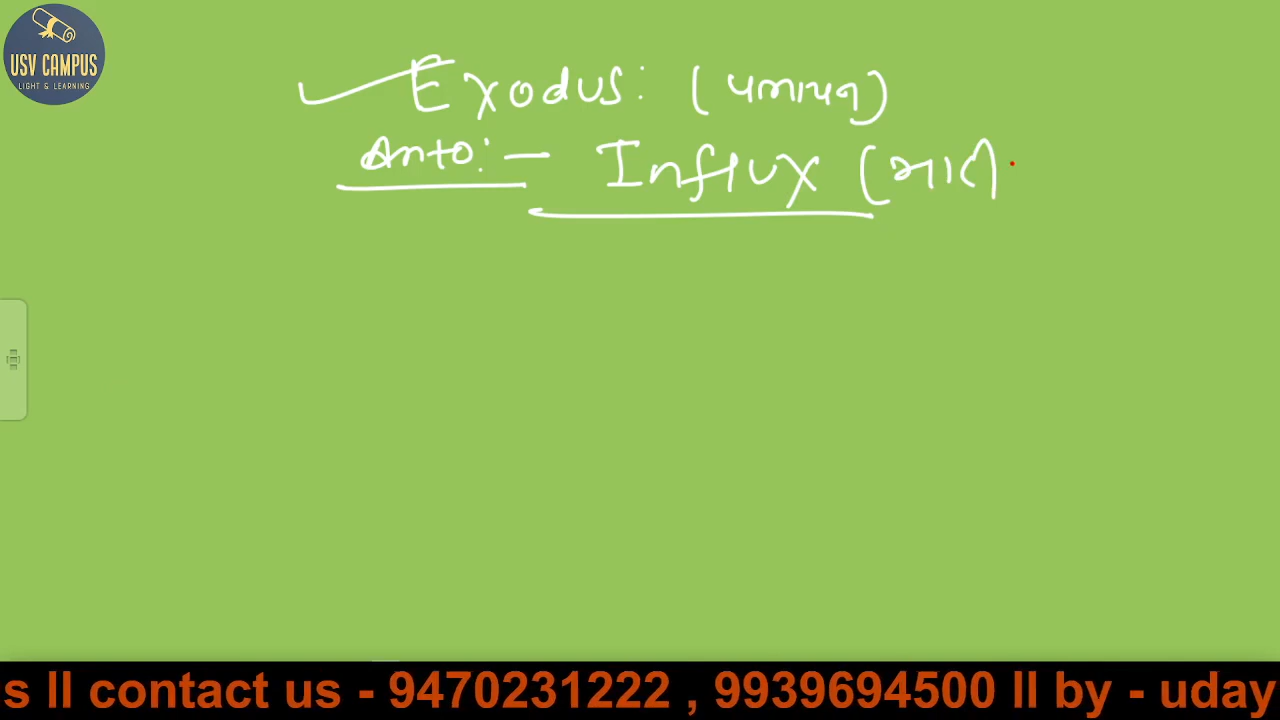 USV CAMPUS
LIGHT & LEARNING
Exodus: (पलायन)
Anto:- Influx (
s ll contact us - 9470231222 , 9939694500 ll by - uday